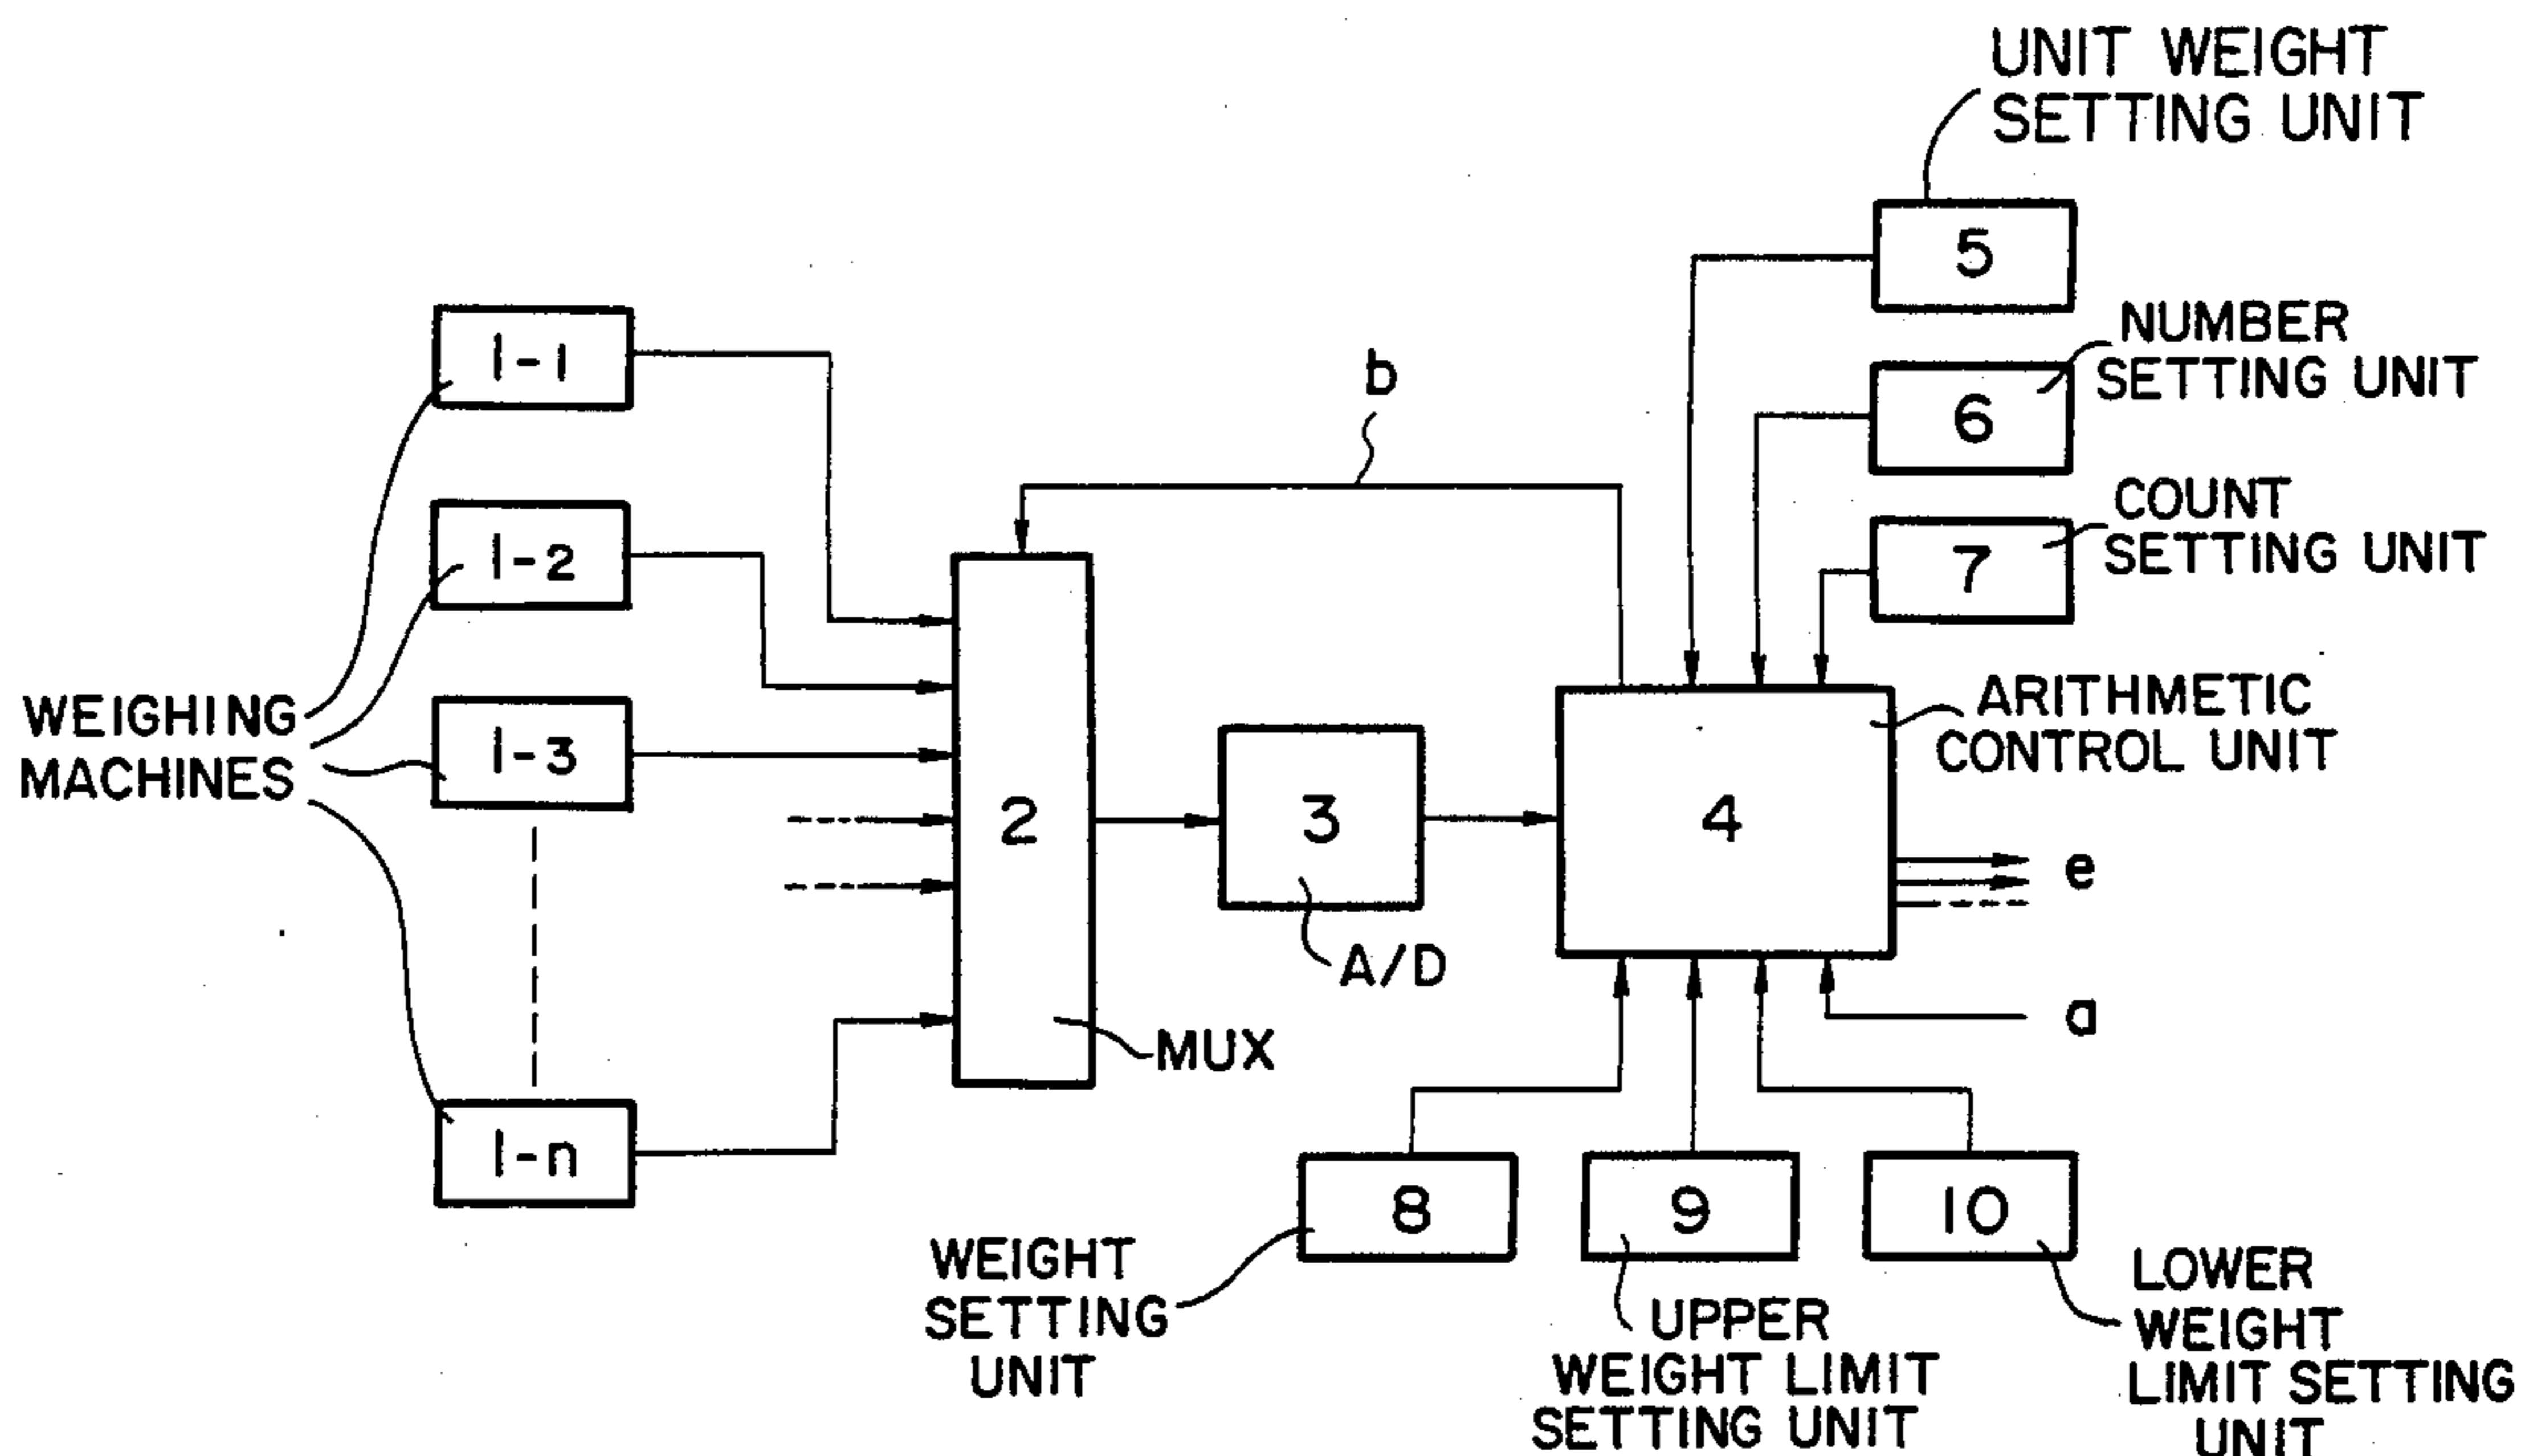 UNIT WEIGHT
SETTING UNIT
5
NUMBER
SETTING UNIT
6
COUNT
SETTING UNIT
7
b
1-1
1-2
1-3
1-n
WEIGHING
MACHINES
2
MUX
3
A/D
ARITHMETIC
CONTROL UNIT
4
e
a
8
WEIGHT
SETTING
UNIT
9
UPPER
WEIGHT LIMIT
SETTING UNIT
10
LOWER
WEIGHT
LIMIT SETTING
UNIT